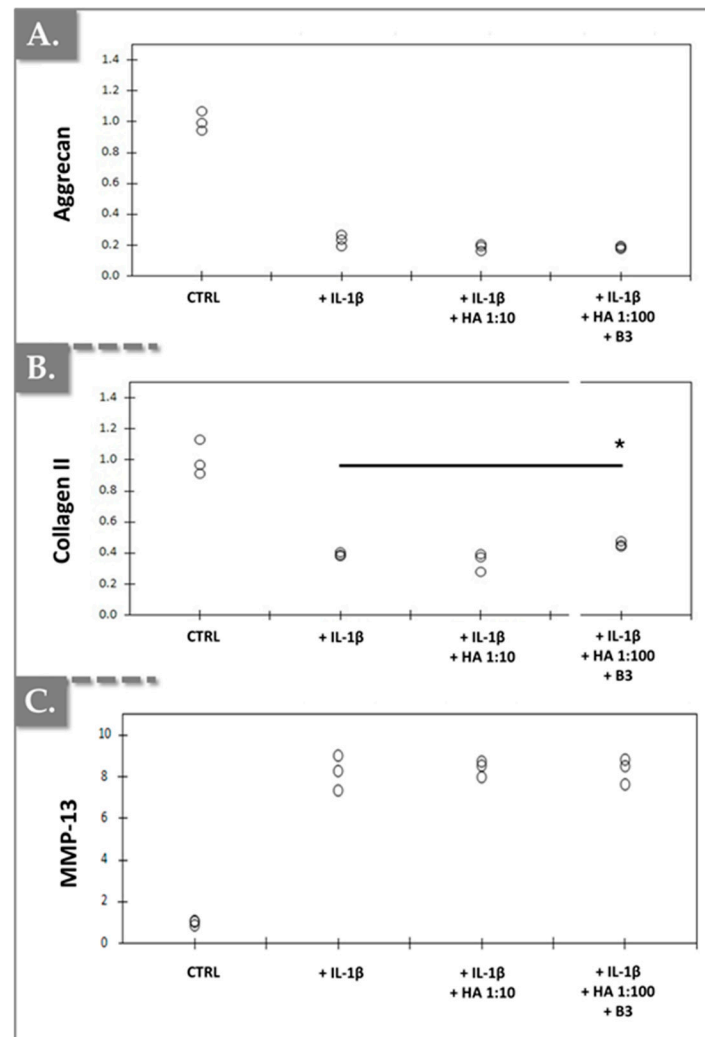 A.
Aggrecan
1.4
1.2
1.0
0.8
0.6
0.4
0.2
0.0
CTRL
+ IL-1β
+ IL-1β
+ HA 1:10
+ IL-1β
+ HA 1:100
+ B3
B.
Collagen II
1.4
1.2
1.0
0.8
0.6
0.4
0.2
0.0
*
CTRL
+ IL-1β
+ IL-1β
+ HA 1:10
+ IL-1β
+ HA 1:100
+ B3
C.
MMP-13
10
8
6
4
2
0
CTRL
+ IL-1β
+ IL-1β
+ HA 1:10
+ IL-1β
+ HA 1:100
+ B3